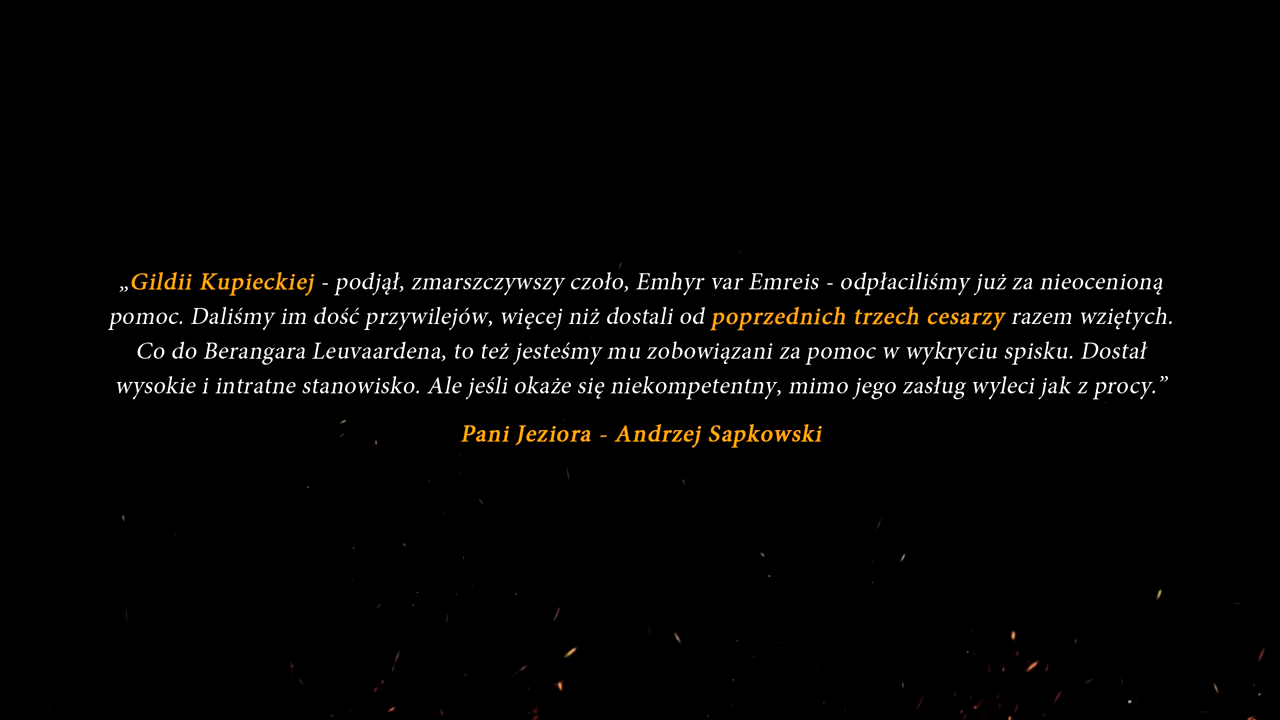 „Gildii Kupieckiej - podjął, zmarszczywszy czoło, Emhyr var Emreis - odpłaciliśmy już za nieocenioną
pomoc. Daliśmy im dość przywilejów, więcej niż dostali od poprzednich trzech cesarzy razem wziętych.
Co do Berangara Leuvaardena, to też jesteśmy mu zobowiązani za pomoc w wykryciu spisku. Dostał
wysokie i intratne stanowisko. Ale jeśli okaże się niekompetentny, mimo jego zasług wyleci jak z procy.”
Pani Jeziora - Andrzej Sapkowski